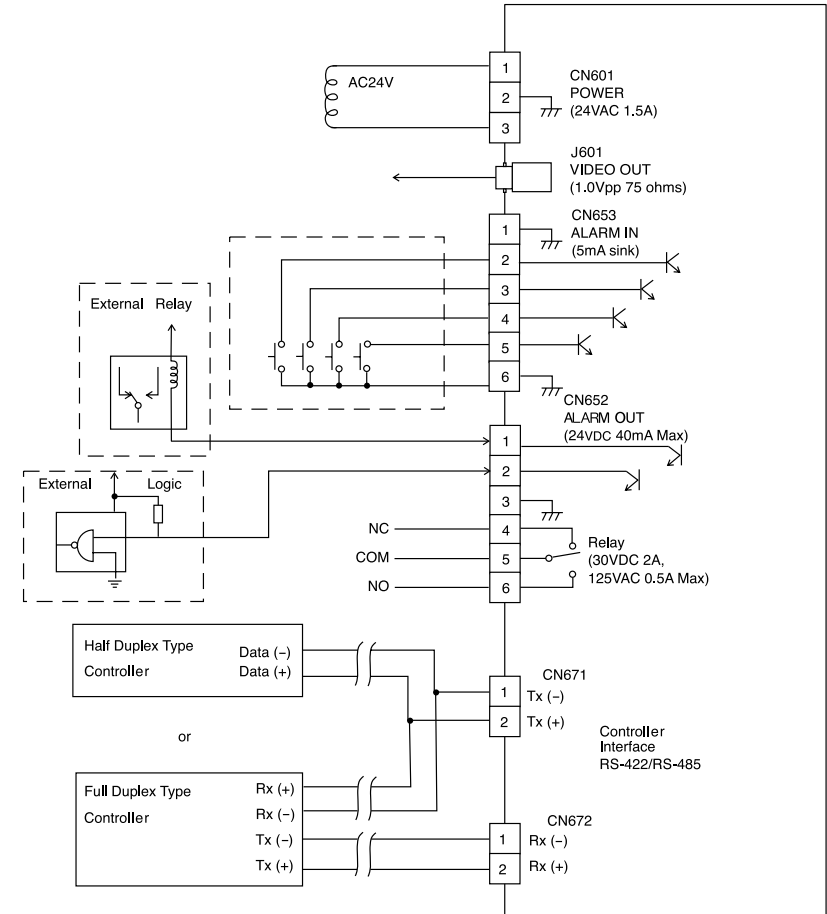 AC24V
1
2
3
CN601
POWER
(24VAC 1.5A)
J601
VIDEO OUT
(1.0Vpp 75 ohms)
CN653
ALARM IN
(5mA sink)
1
2
3
4
5
6
External Relay
CN652
ALARM OUT
(24VDC 40mA Max)
1
2
3
4
5
6
External Logic
NC
COM
NO
Relay
(30VDC 2A,
125VAC 0.5A Max)
Half Duplex Type
Controller
Data (−)
Data (+)
CN671
1 Tx (−)
2 Tx (+)
or
Controller
Interface
RS-422/RS-485
Full Duplex Type
Controller
Rx (+)
Rx (−)
Tx (−)
Tx (+)
CN672
1 Rx (−)
2 Rx (+)